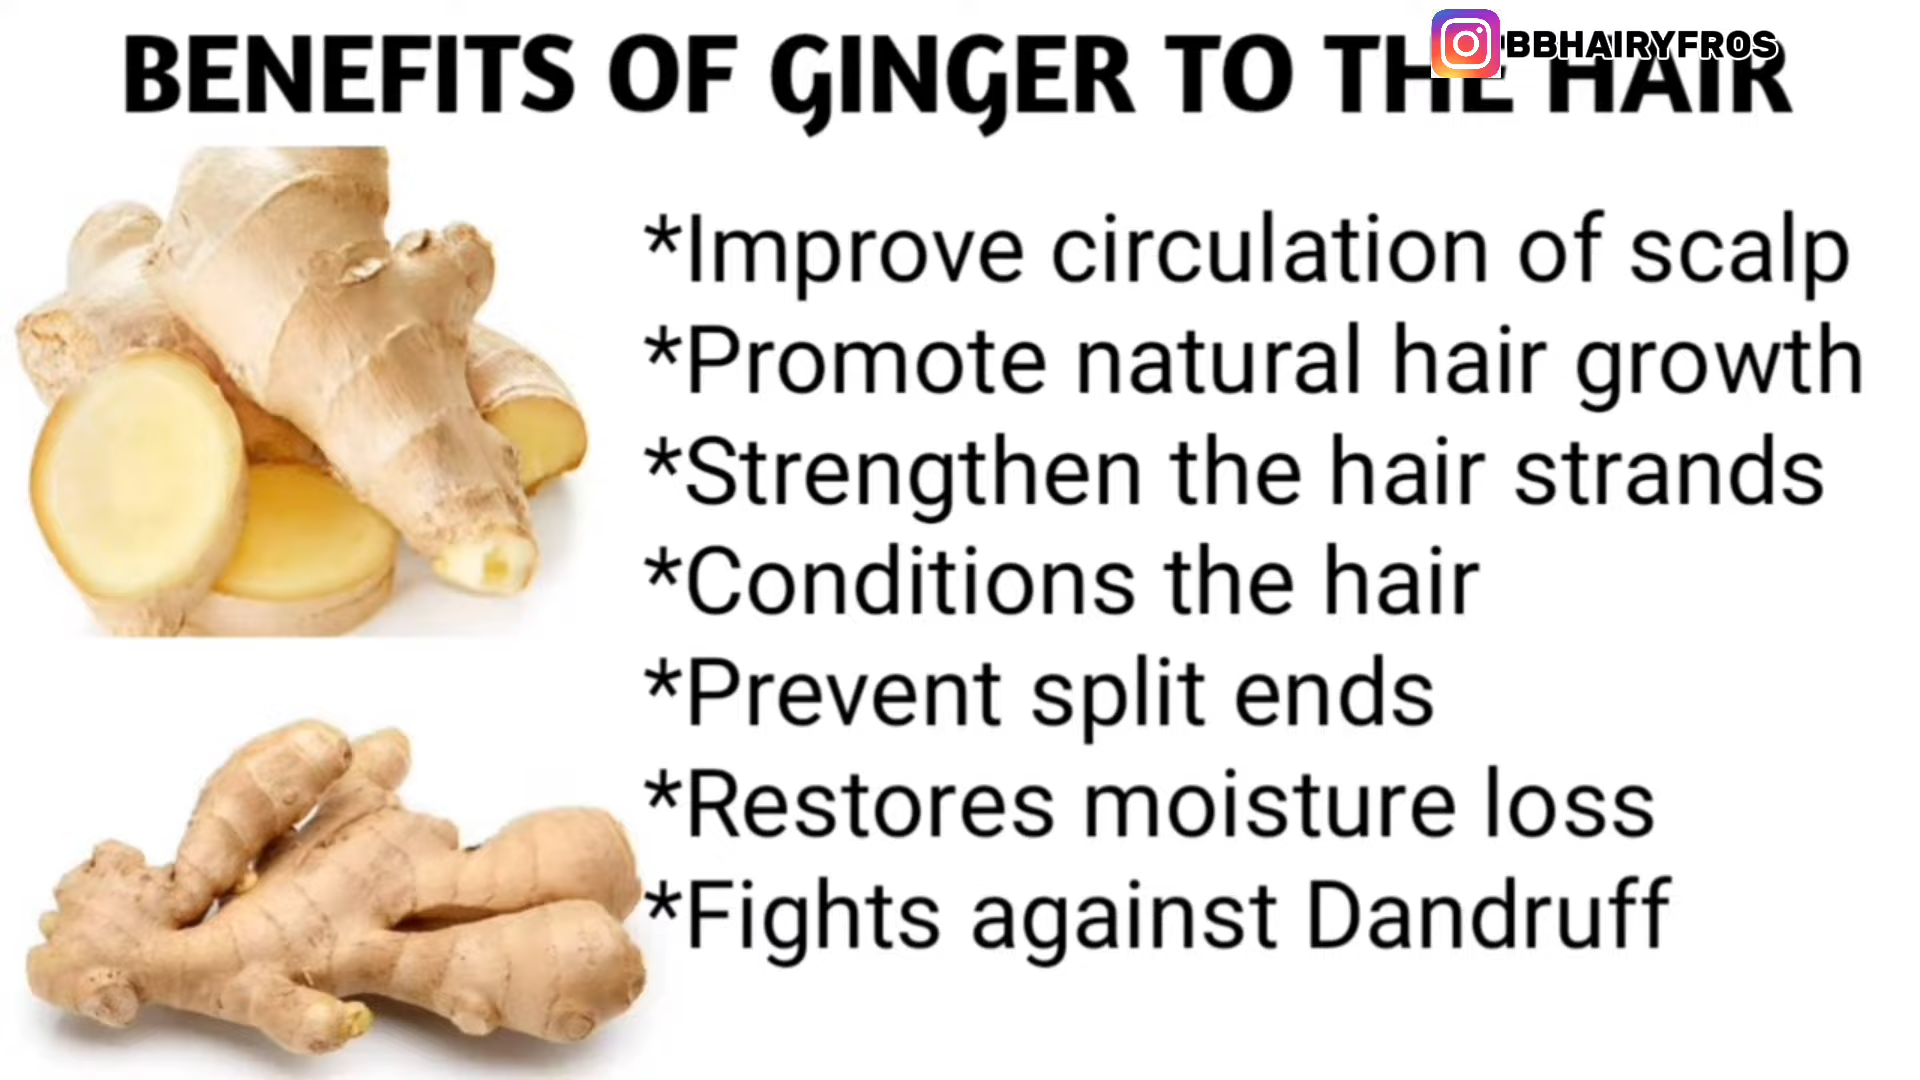 BENEFITS OF GINGER TO THE HAIR
BBHAIRYFROS
*Improve circulation of scalp
*Promote natural hair growth
*Strengthen the hair strands
*Conditions the hair
*Prevent split ends
*Restores moisture loss
*Fights against Dandruff